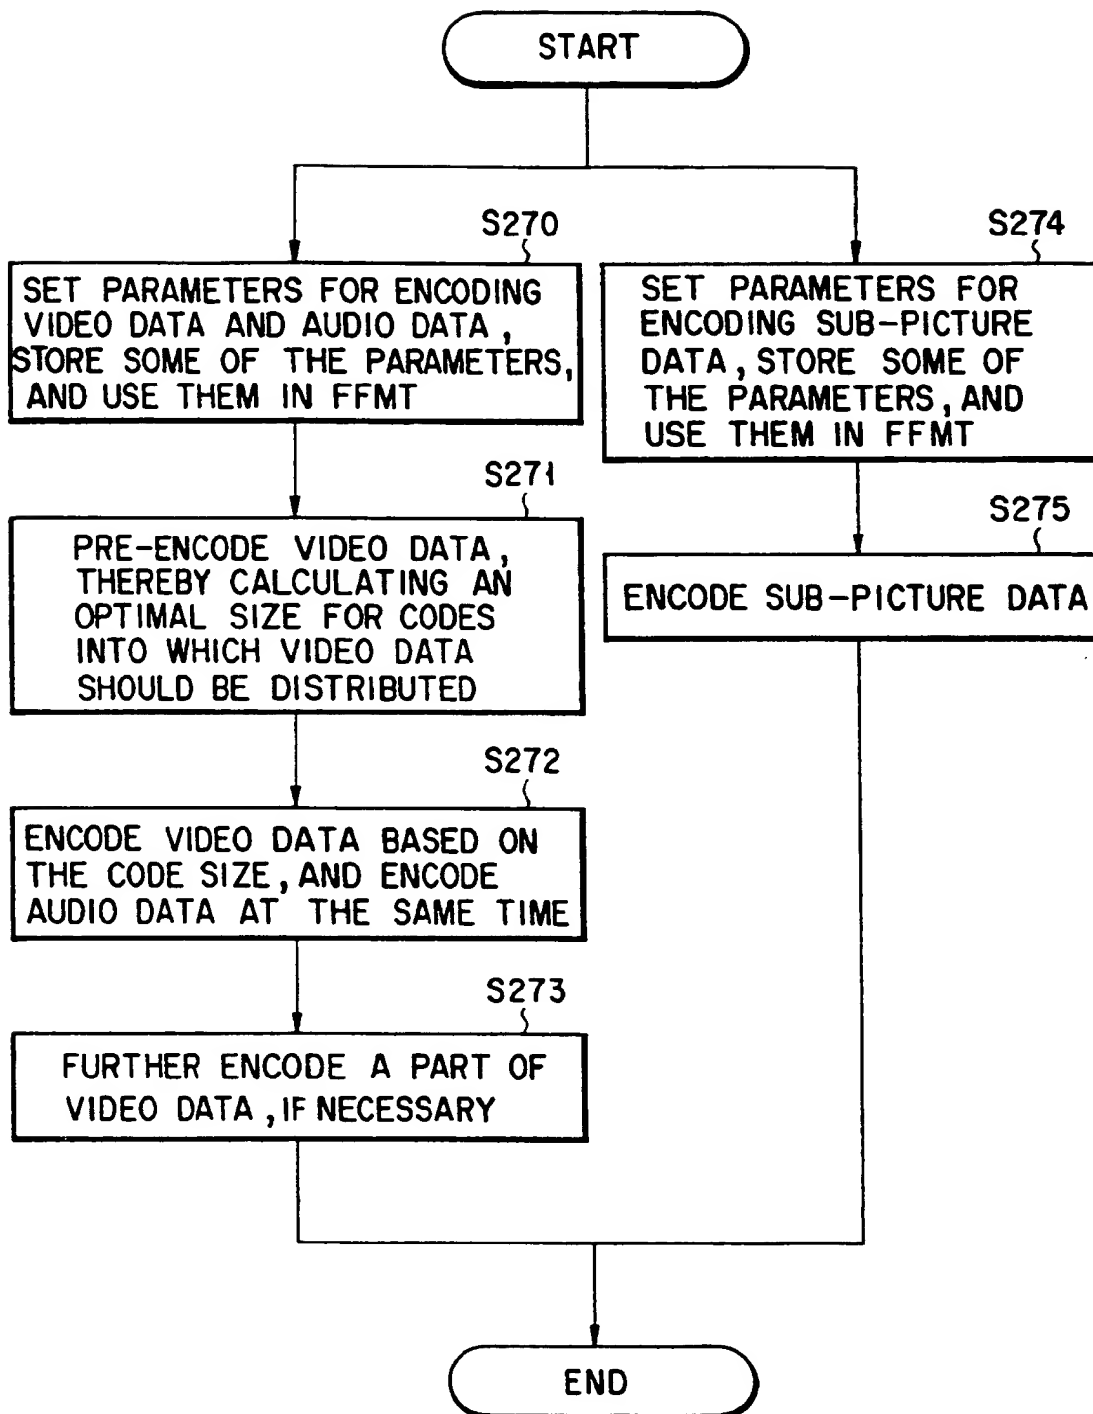 START
S270
SET PARAMETERS FOR ENCODING
VIDEO DATA AND AUDIO DATA,
STORE SOME OF THE PARAMETERS,
AND USE THEM IN FFMT
S271
PRE-ENCODE VIDEO DATA,
THEREBY CALCULATING AN
OPTIMAL SIZE FOR CODES
INTO WHICH VIDEO DATA
SHOULD BE DISTRIBUTED
S272
ENCODE VIDEO DATA BASED ON
THE CODE SIZE, AND ENCODE
AUDIO DATA AT THE SAME TIME
S273
FURTHER ENCODE A PART OF
VIDEO DATA, IF NECESSARY
S274
SET PARAMETERS FOR
ENCODING SUB-PICTURE
DATA, STORE SOME OF
THE PARAMETERS, AND
USE THEM IN FFMT
S275
ENCODE SUB-PICTURE DATA
END